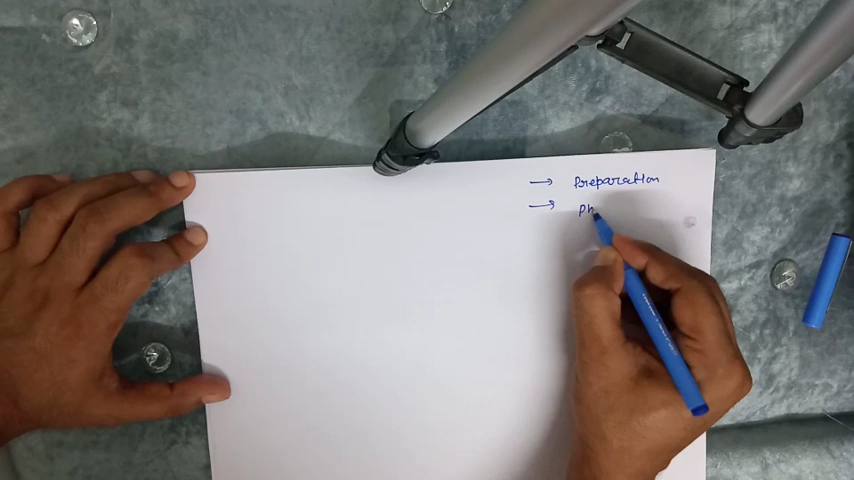 → Preparation
→ Ph